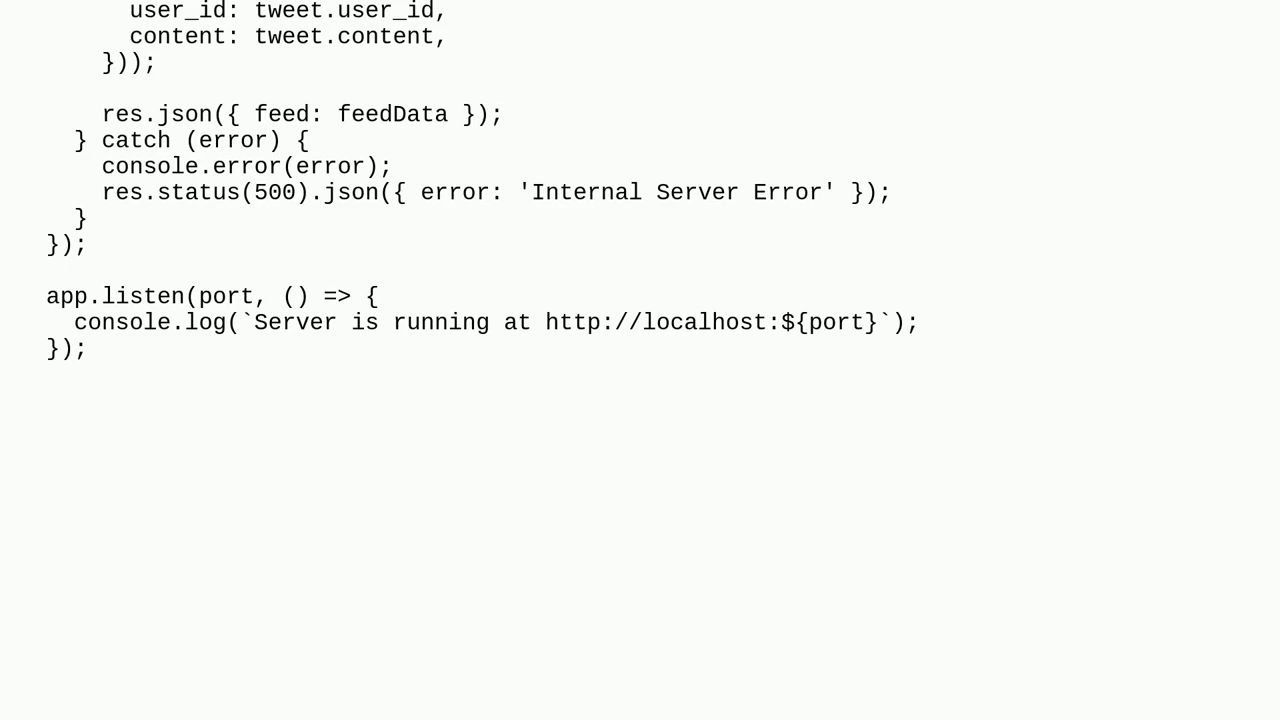 user_id: tweet.user_id,
      content: tweet.content,
    }));

    res.json({ feed: feedData });
  } catch (error) {
    console.error(error);
    res.status(500).json({ error: 'Internal Server Error' });
  }
});

app.listen(port, () => {
  console.log(`Server is running at http://localhost:${port}`);
});